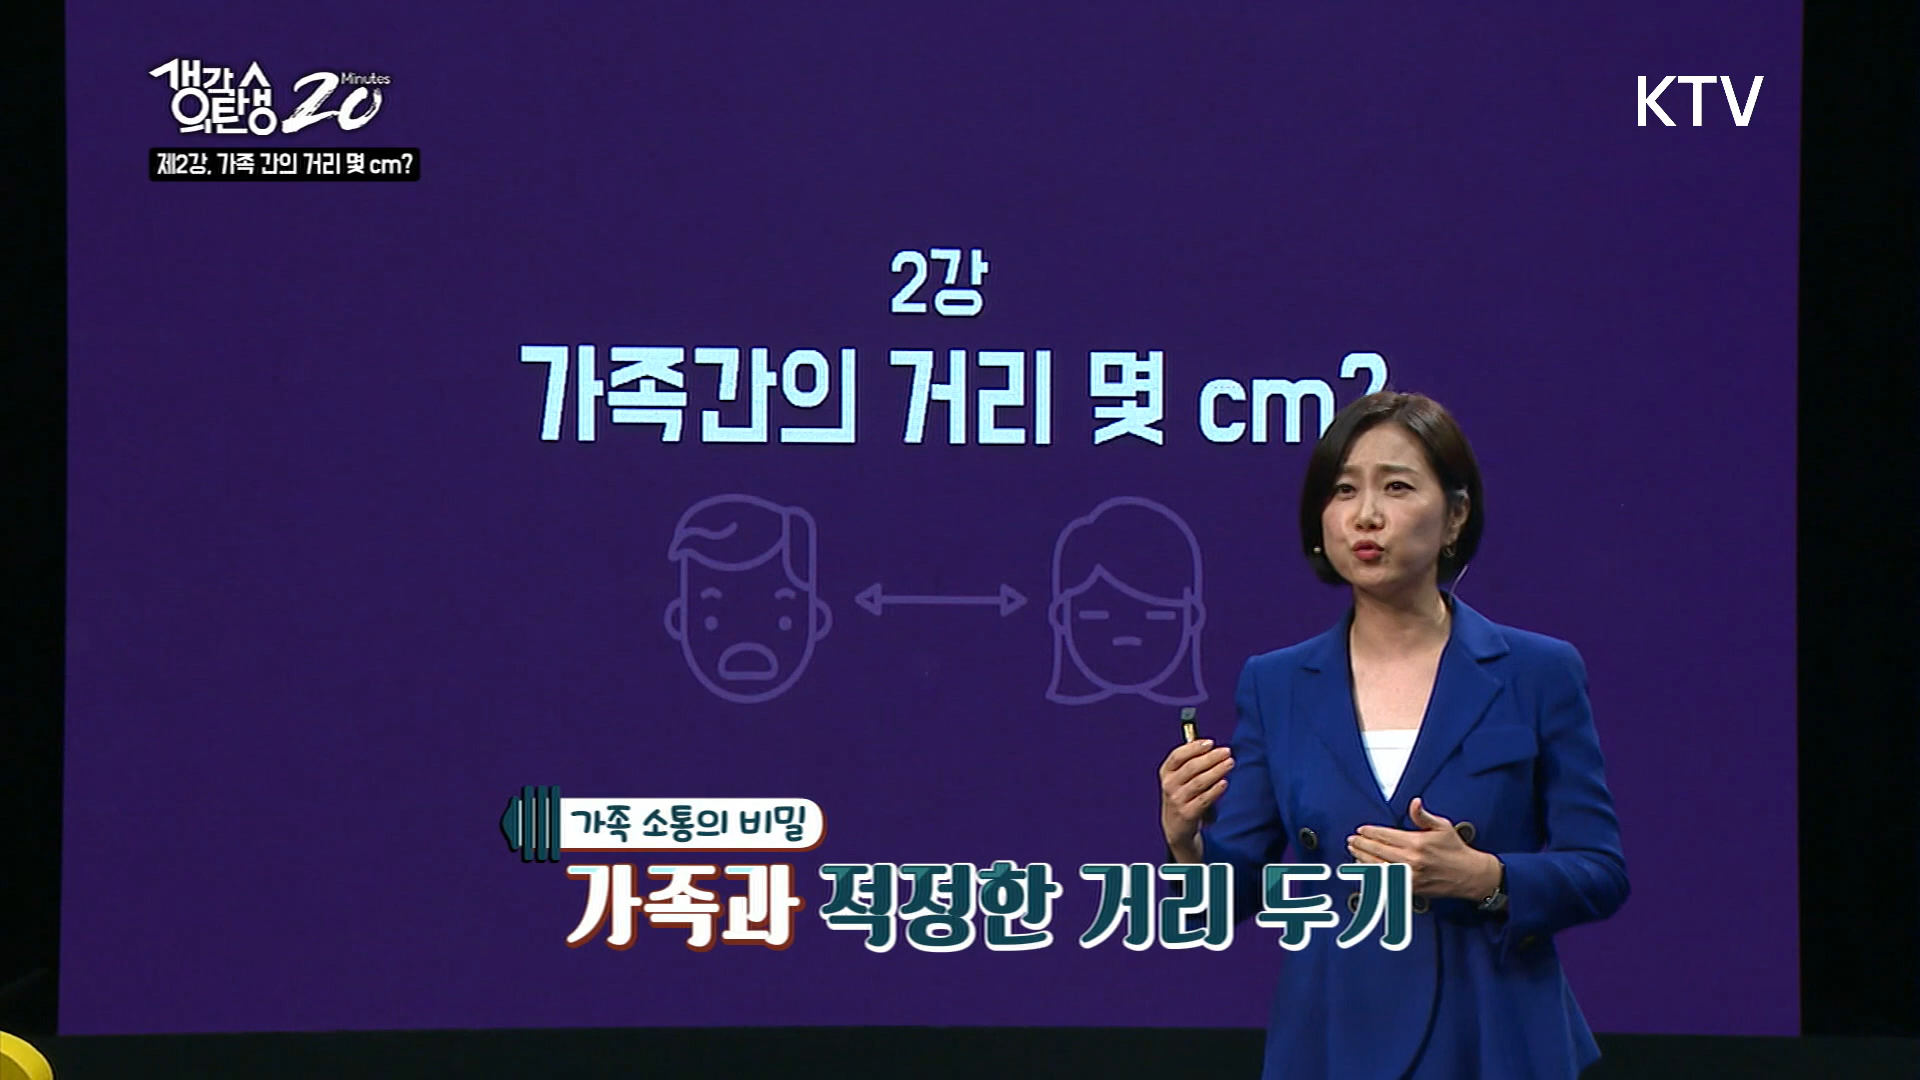 생각쇼
의탄생
20
Minutes
제2강. 가족 간의 거리 몇 cm?
KTV
2강
가족간의 거리 몇 cm?
가족 소통의 비밀
가족과 적정한 거리 두기